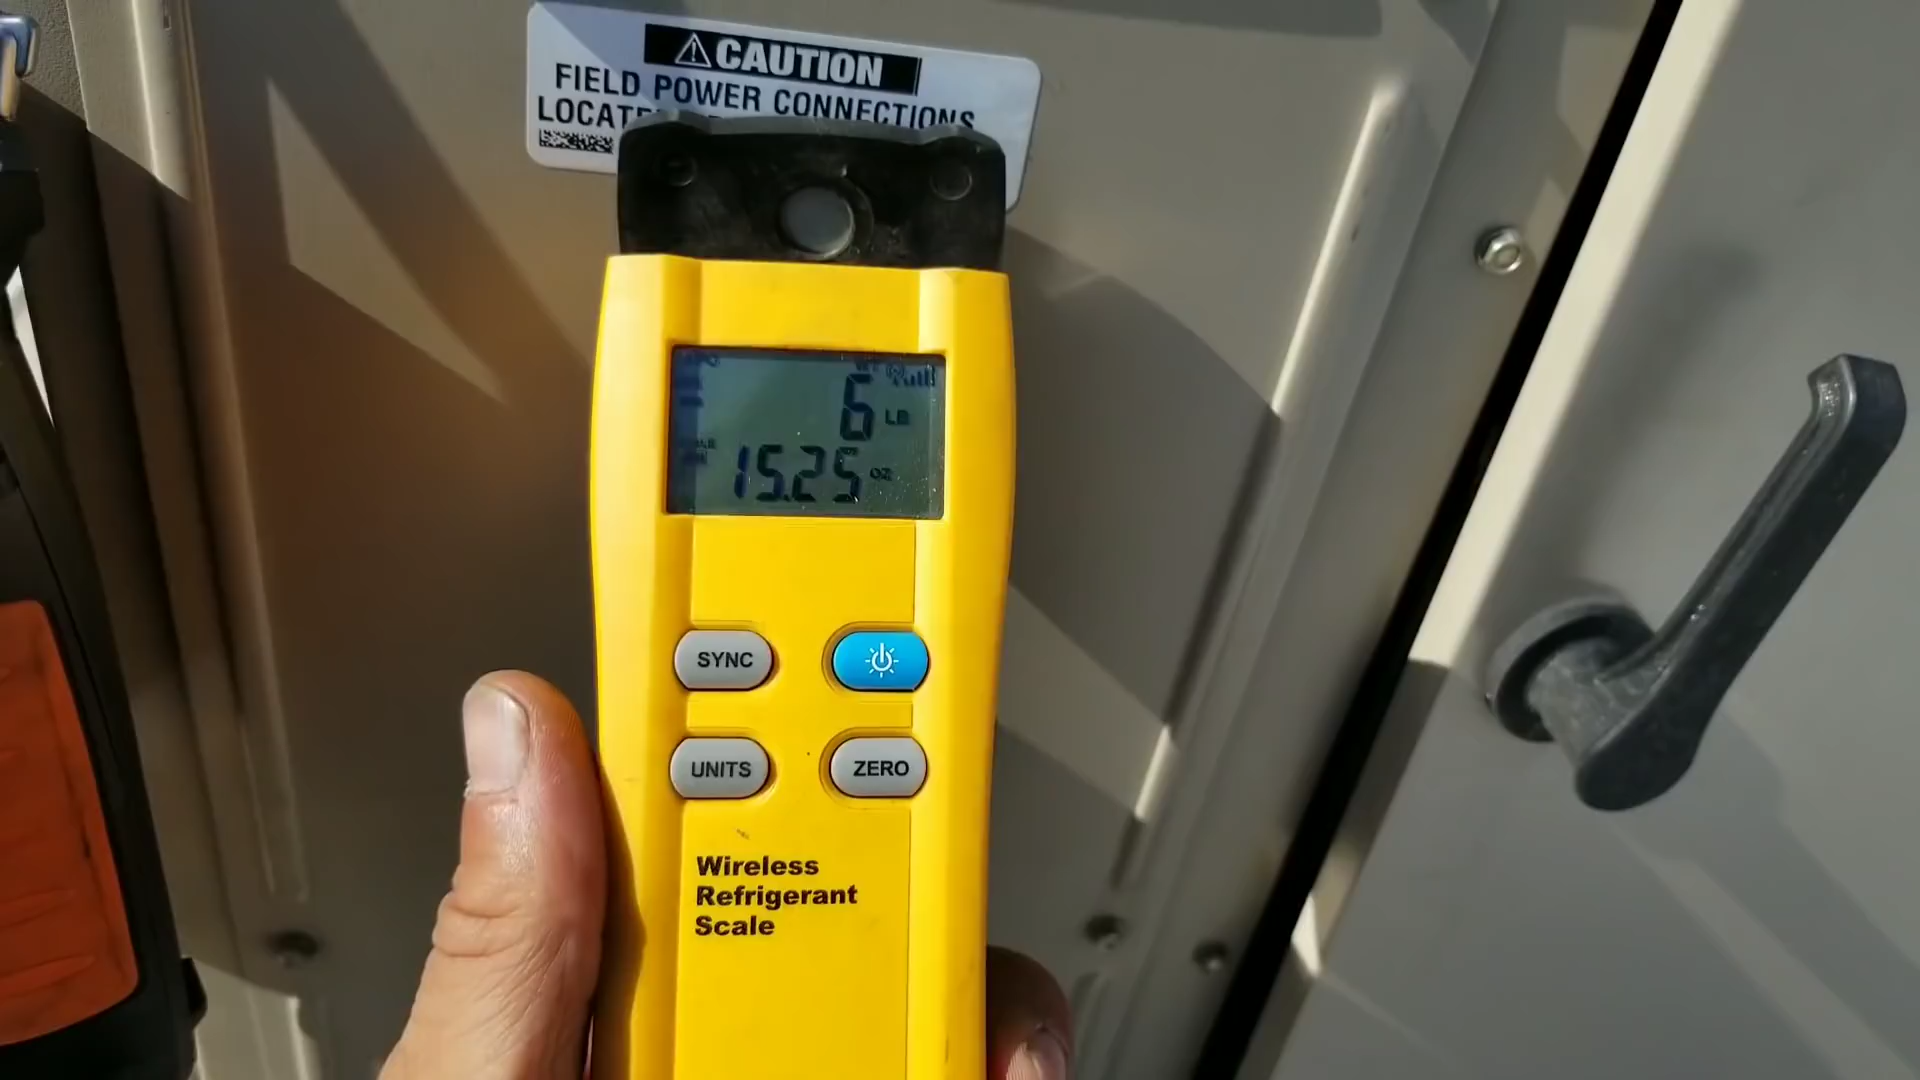 CAUTION
FIELD POWER CONNECTIONS
6 LB
15.25 OZ
SYNC
UNITS
ZERO
Wireless
Refrigerant
Scale